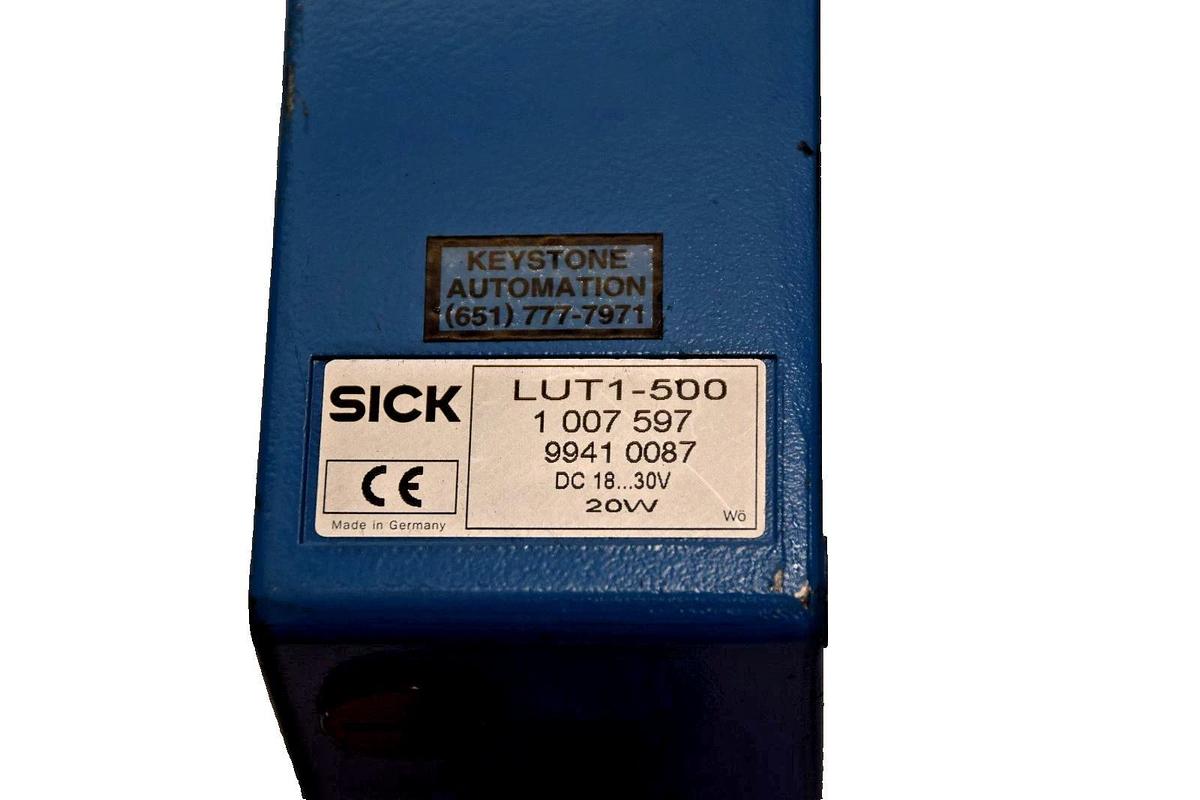 KEYSTONE
AUTOMATION
(651) 777-7971
SICK
LUT1-500
1 007 597
9941 0087
DC 18...30V
20W
Wö
CE
Made in Germany